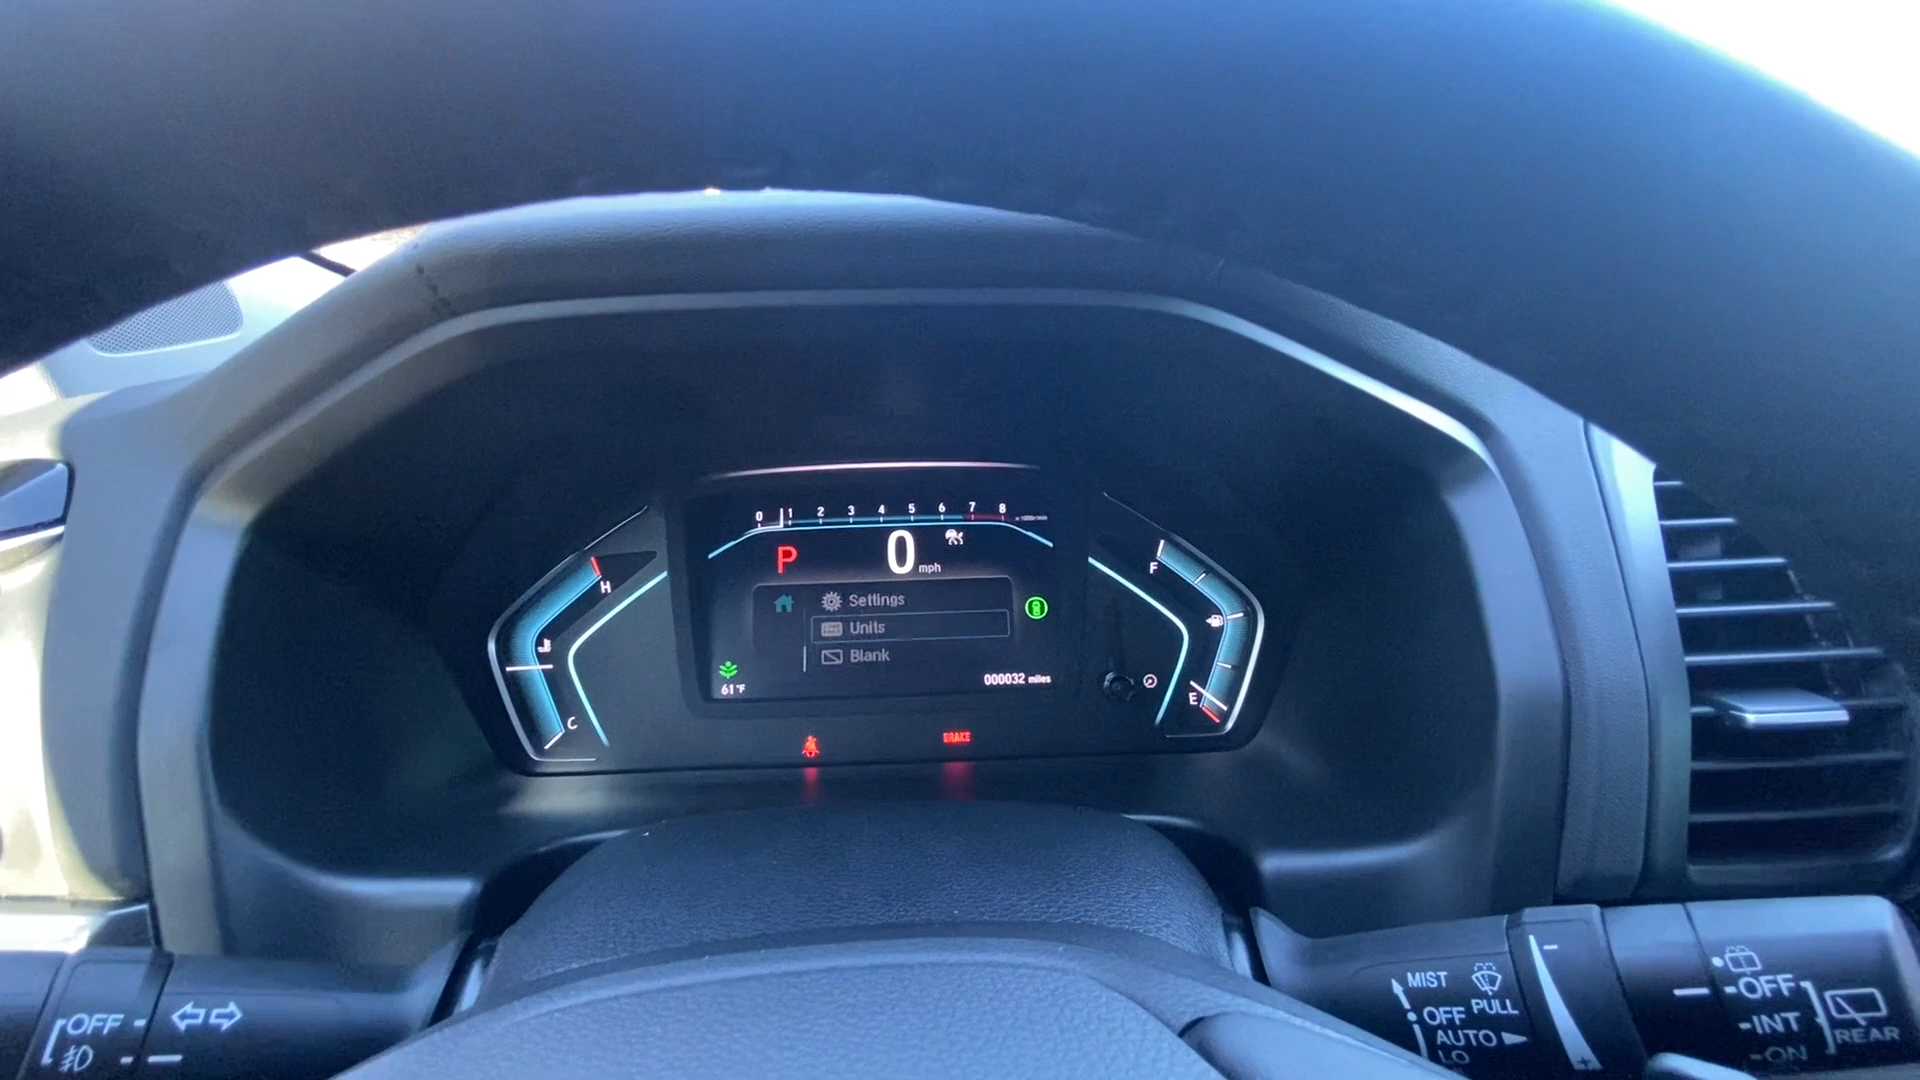 0 1 2 3 4 5 6 7 8
P 0 mph
Settings
Units
Blank
61°F
000032 miles
H
C
F
E
BRAKE
OFF
MIST
OFF PULL
AUTO
LO
OFF
INT
ON
REAR